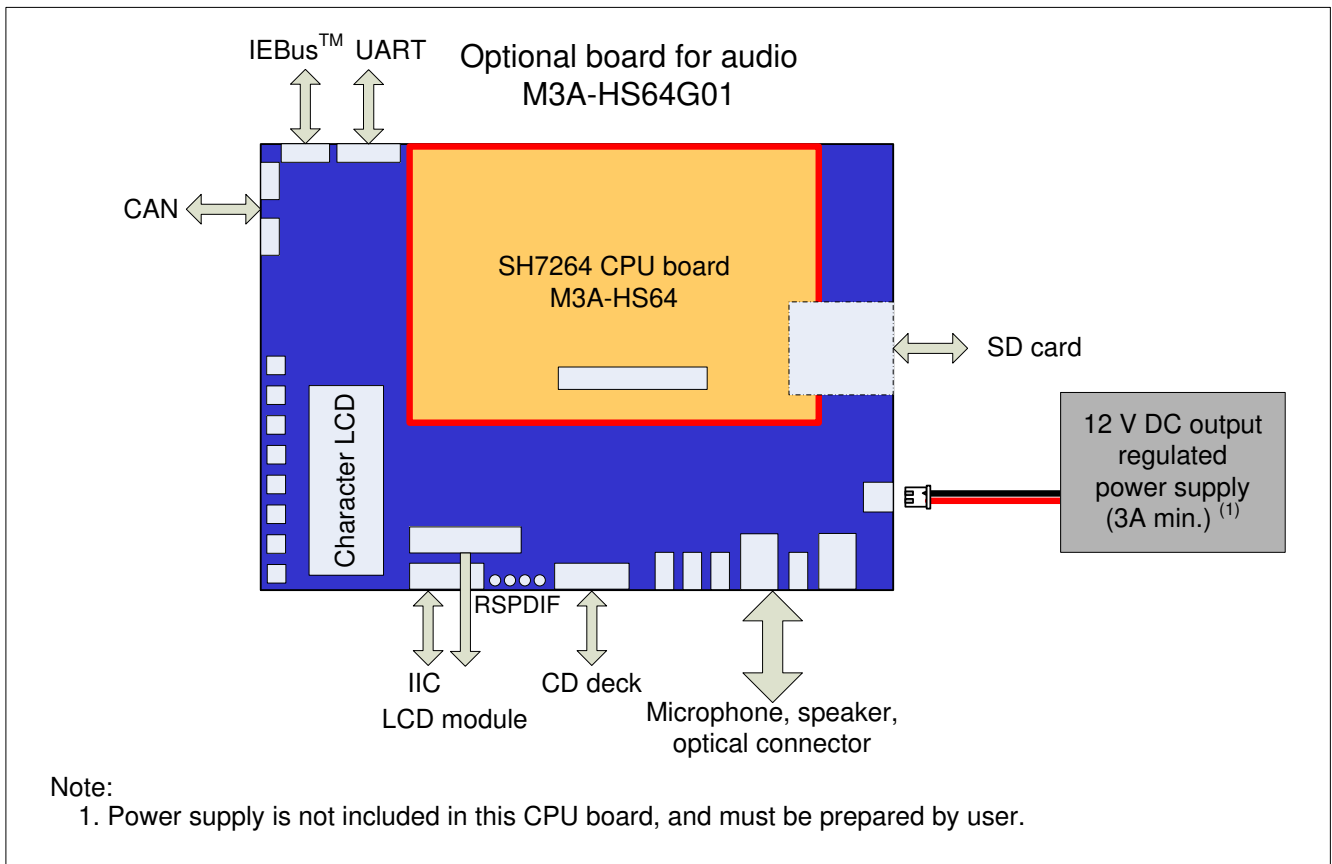 IEBusTM UART
Optional board for audio
M3A-HS64G01
CAN
SH7264 CPU board
M3A-HS64
SD card
Character LCD
12 V DC output
regulated
power supply
(3A min.) (1)
RSPDIF
IIC
CD deck
LCD module
Microphone, speaker,
optical connector
Note:
1. Power supply is not included in this CPU board, and must be prepared by user.